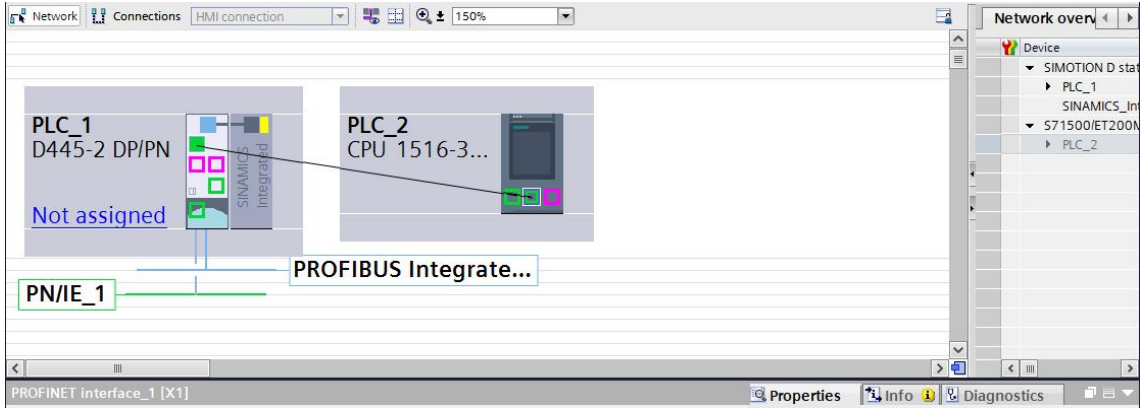 Network Connections HMI connection 150%
Network overv
Device
SIMOTION D stat
PLC_1
SINAMICS_In
S71500/ET200M
PLC_2
PLC_1
D445-2 DP/PN
SINAMICS
Integrated
Not assigned
PLC_2
CPU 1516-3...
PROFIBUS Integrate...
PN/IE_1
PROFINET interface_1 [X1]
Properties Info Diagnostics